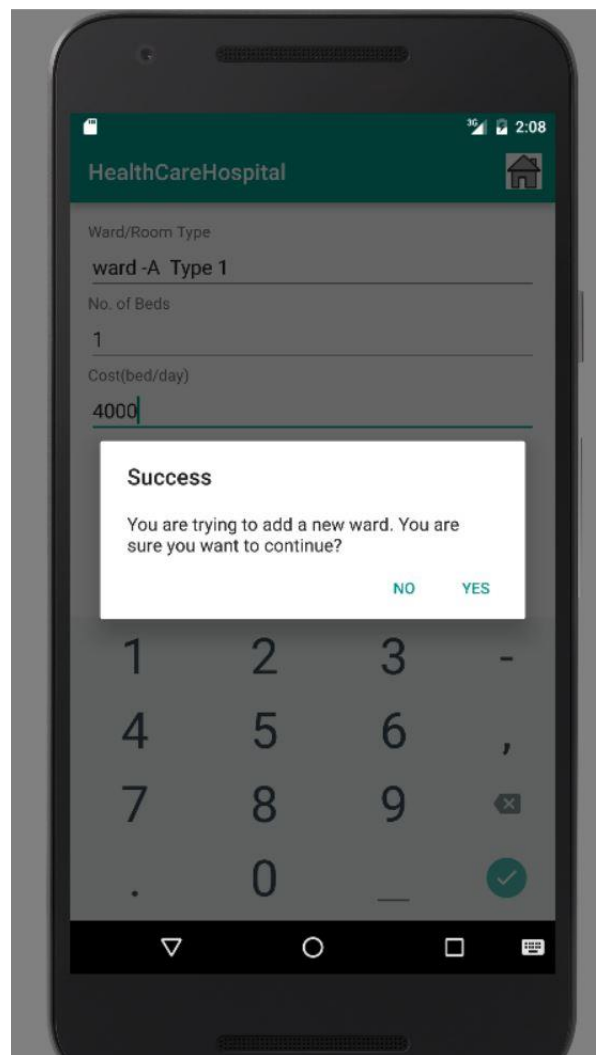 3G 2:08
HealthCareHospital
Ward/Room Type
ward -A  Type 1
No. of Beds
1
Cost(bed/day)
4000
Success
You are trying to add a new ward. You are
sure you want to continue?
NO YES
1 2 3 -
4 5 6 ,
7 8 9
. 0 _